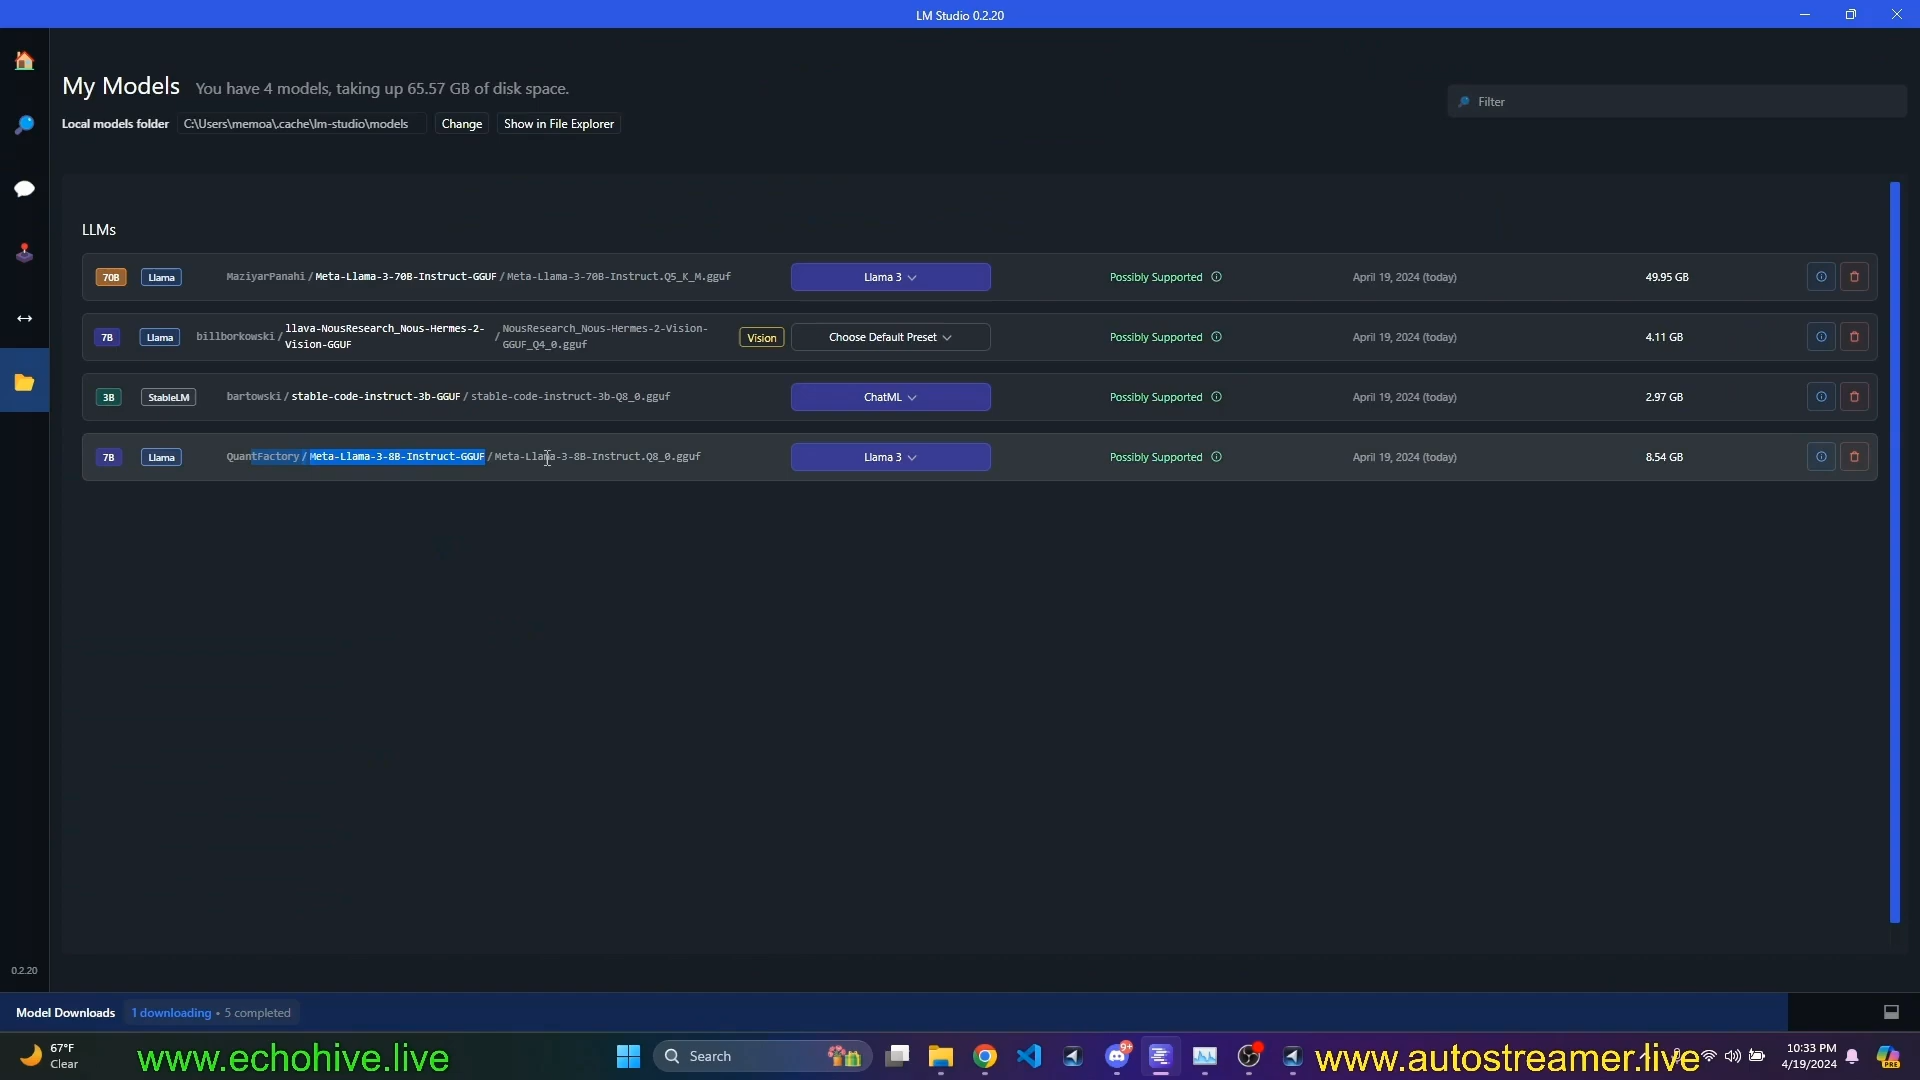 LM Studio 0.2.20
My Models You have 4 models, taking up 65.57 GB of disk space.
Filter
Local models folder C:\Users\memoa\.cache\lm-studio\models Change Show in File Explorer
LLMs
70B Llama MaziyarPanahi/Meta-Llama-3-70B-Instruct-GGUF/Meta-Llama-3-70B-Instruct.Q5_K_M.gguf Llama 3 Possibly Supported April 19, 2024 (today) 49.95 GB
7B Llama billborkowski/llava-NousResearch_Nous-Hermes-2-Vision-GGUF/NousResearch_Nous-Hermes-2-Vision-GGUF_Q4_0.gguf Vision Choose Default Preset Possibly Supported April 19, 2024 (today) 4.11 GB
3B StableLM bartowski/stable-code-instruct-3b-GGUF/stable-code-instruct-3b-Q8_0.gguf ChatML Possibly Supported April 19, 2024 (today) 2.97 GB
7B Llama QuantFactory/Meta-Llama-3-8B-Instruct-GGUF/Meta-Llama-3-8B-Instruct.Q8_0.gguf Llama 3 Possibly Supported April 19, 2024 (today) 8.54 GB
0.2.20
Model Downloads 1 downloading • 5 completed
67°F
Clear
www.echohive.live
Search
9+
www.autostreamer.live
10:33 PM
4/19/2024
PRE